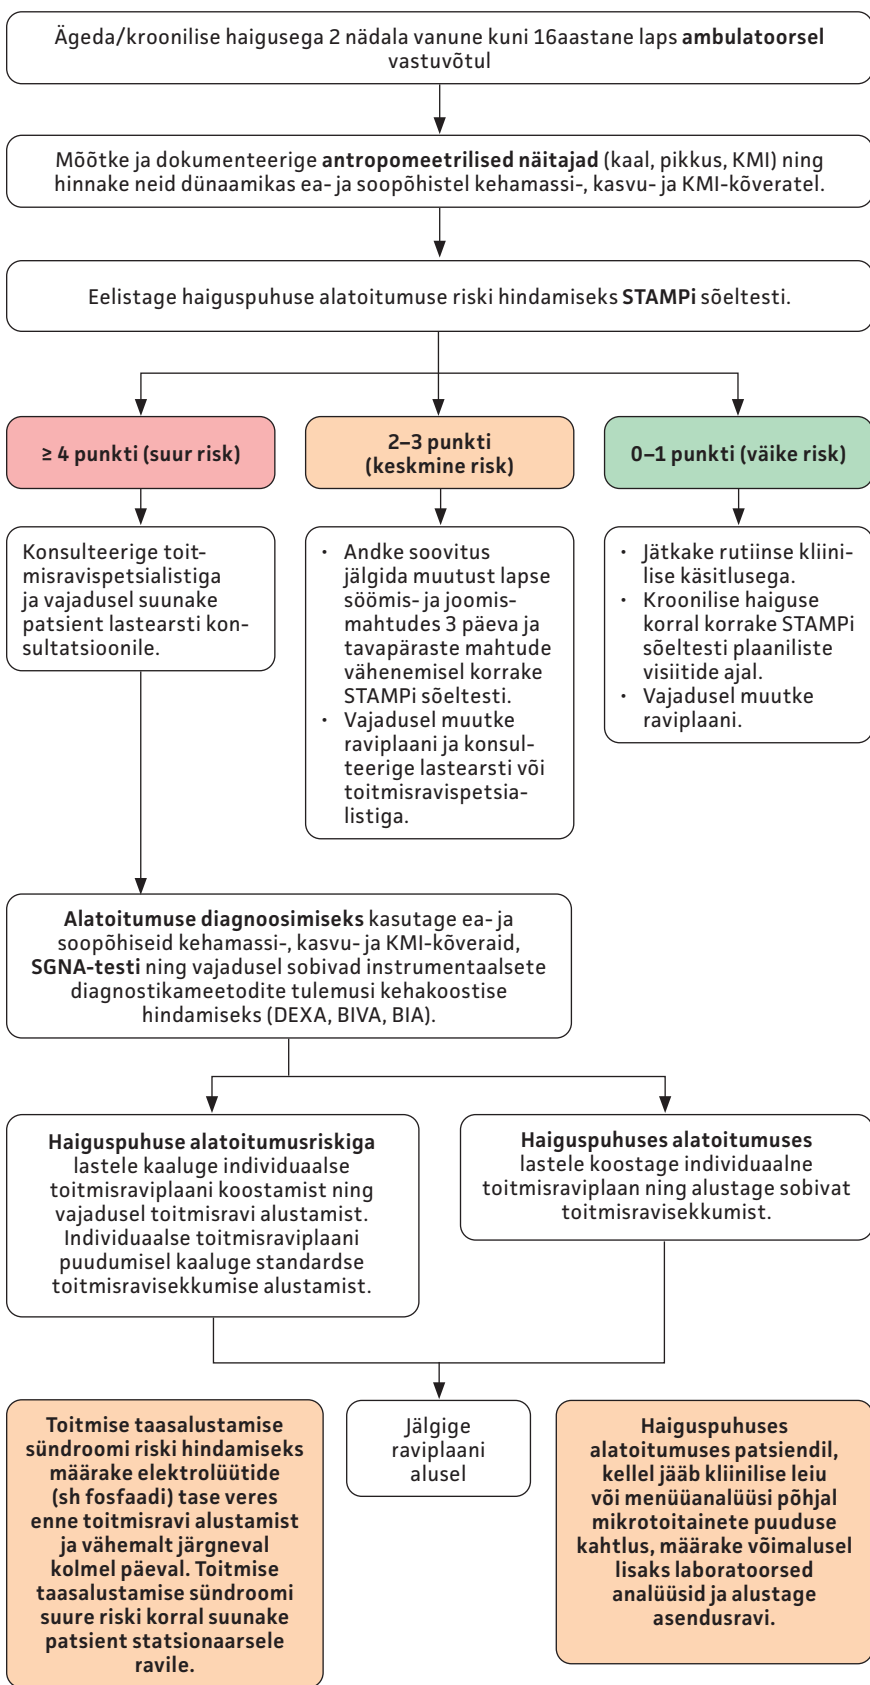 Ägeda/kroonilise haigusega 2 nädala vanune kuni 16aastane laps ambulatoorsel
vastuvõtul
Mõõtke ja dokumenteerige antropomeetrilised näitajad (kaal, pikkus, KMI) ning
hinnake neid dünaamikas ea- ja soopõhistel kehamassi-, kasvu- ja KMI-kõveratel.
Eelistage haiguspuhuse alatoitumuse riski hindamiseks STAMPi sõeltesti.
≥ 4 punkti (suur risk)
2–3 punkti
(keskmine risk)
0–1 punkti (väike risk)
Konsulteerige toit-
misravispetsialistiga
ja vajadusel suunake
patsient lastearsti kon-
sultatsioonile.
• Andke soovitus
jälgida muutust lapse
söömis- ja joomis-
mahtudes 3 päeva ja
tavapäraste mahtude
vähenemisel korrake
STAMPi sõeltesti.
• Vajadusel muutke
raviplaani ja konsul-
teerige lastearsti või
toitmisravispetsia-
listiga.
• Jätkake rutiinse kliini-
lise käsitlusega.
• Kroonilise haiguse
korral korrake STAMPi
sõeltesti plaaniliste
visiitide ajal.
• Vajadusel muutke
raviplaani.
Alatoitumuse diagnoosimiseks kasutage ea- ja
soopõhiseid kehamassi-, kasvu- ja KMI-kõveraid,
SGNA-testi ning vajadusel sobivad instrumentaalsete
diagnostikameetodite tulemusi kehakoostise
hindamiseks (DEXA, BIVA, BIA).
Haiguspuhuse alatoitumusriskiga
lastele kaaluge individuaalse
toitmisraviplaani koostamist ning
vajadusel toitmisravi alustamist.
Individuaalse toitmisraviplaani
puudumisel kaaluge standardse
toitmisravisekkumise alustamist.
Haiguspuhuses alatoitumuses
lastele koostage individuaalne
toitmisraviplaan ning alustage sobivat
toitmisravisekkumist.
Toitmise taasalustamise
sündroomi riski hindamiseks
määrake elektrolüütide
(sh fosfaadi) tase veres
enne toitmisravi alustamist
ja vähemalt järgneval
kolmel päeval. Toitmise
taasalustamise sündroomi
suure riski korral suunake
patsient statsionaarsele
ravile.
Jälgige
raviplaani
alusel
Haiguspuhuses
alatoitumuses patsiendil,
kellel jääb kliinilise leiu
või menüüanalüüsi põhjal
mikrotoitainete puuduse
kahtlus, määrake võimalusel
lisaks laboratoorsed
analüüsid ja alustage
asendusravi.